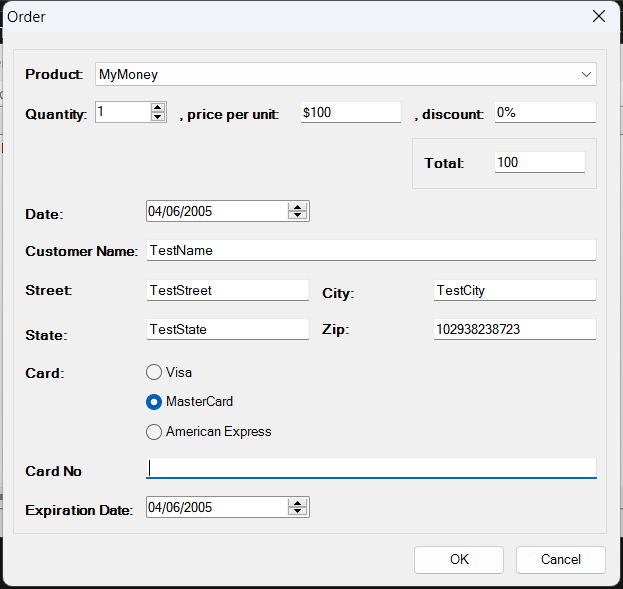 Order
Product: MyMoney
Quantity: 1 , price per unit: $100 , discount: 0%
Total: 100
Date: 04/06/2005
Customer Name: TestName
Street: TestStreet City: TestCity
State: TestState Zip: 102938238723
Card: Visa
MasterCard
American Express
Card No
Expiration Date: 04/06/2005
OK Cancel